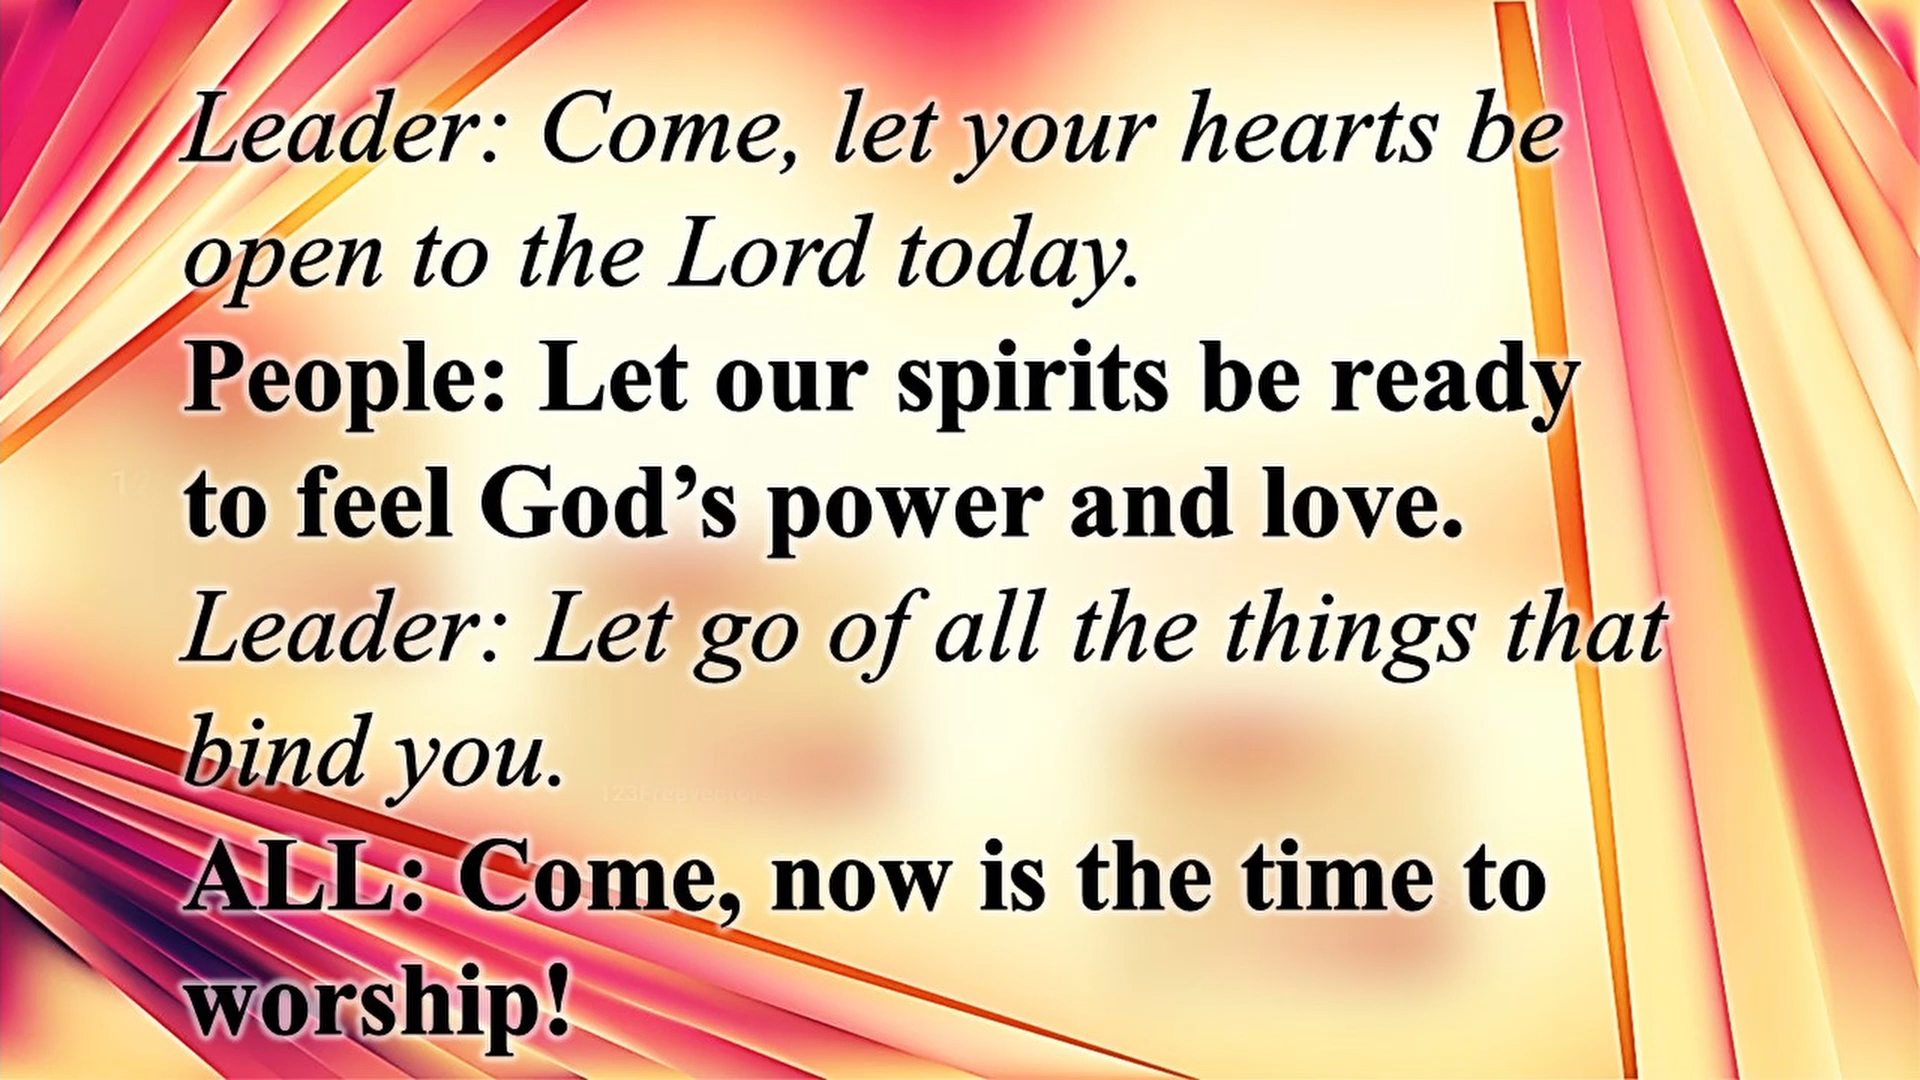 Leader: Come, let your hearts be
open to the Lord today.
People: Let our spirits be ready
to feel God’s power and love.
Leader: Let go of all the things that
bind you.
ALL: Come, now is the time to
worship!